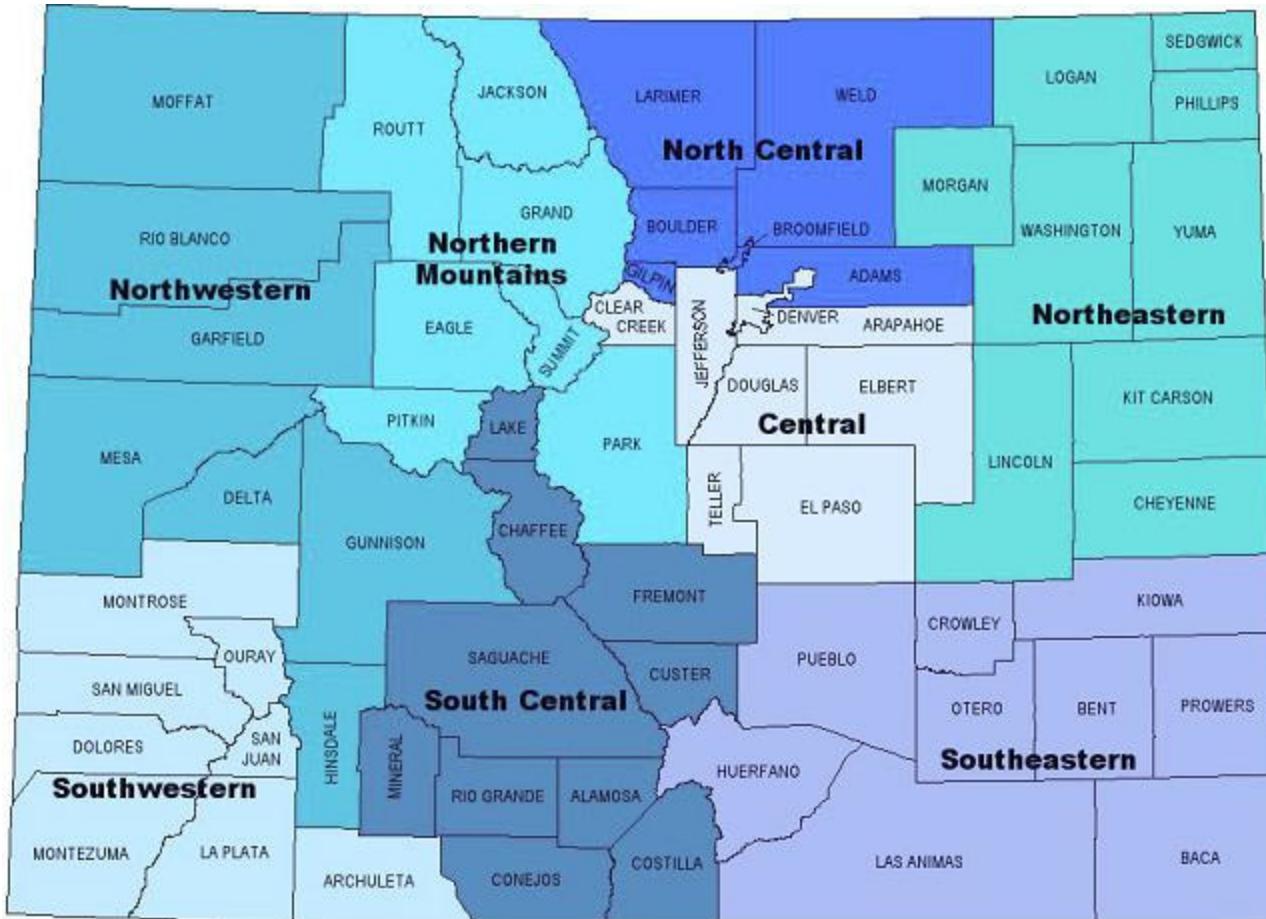 MOFFAT
ROUTT
JACKSON
LARIMER
WELD
LOGAN
SEDGWICK
PHILLIPS
North Central
MORGAN
WASHINGTON
YUMA
RIO BLANCO
GRAND
BOULDER
BROOMFIELD
Northern
Mountains
Northwestern
GILPIN
ADAMS
CLEAR
CREEK
DENVER
ARAPAHOE
Northeastern
GARFIELD
EAGLE
SUMMIT
JEFFERSON
DOUGLAS
ELBERT
KIT CARSON
PITKIN
LAKE
PARK
Central
MESA
LINCOLN
DELTA
CHAFFEE
TELLER
EL PASO
CHEYENNE
GUNNISON
MONTROSE
FREMONT
KIOWA
CROWLEY
OURAY
SAGUACHE
CUSTER
PUEBLO
SAN MIGUEL
South Central
OTERO
BENT
PROWERS
DOLORES
SAN
JUAN
HINSDALE
MINERAL
HUERFANO
Southeastern
Southwestern
RIO GRANDE
ALAMOSA
MONTEZUMA
LA PLATA
ARCHULETA
CONEJOS
COSTILLA
LAS ANIMAS
BACA